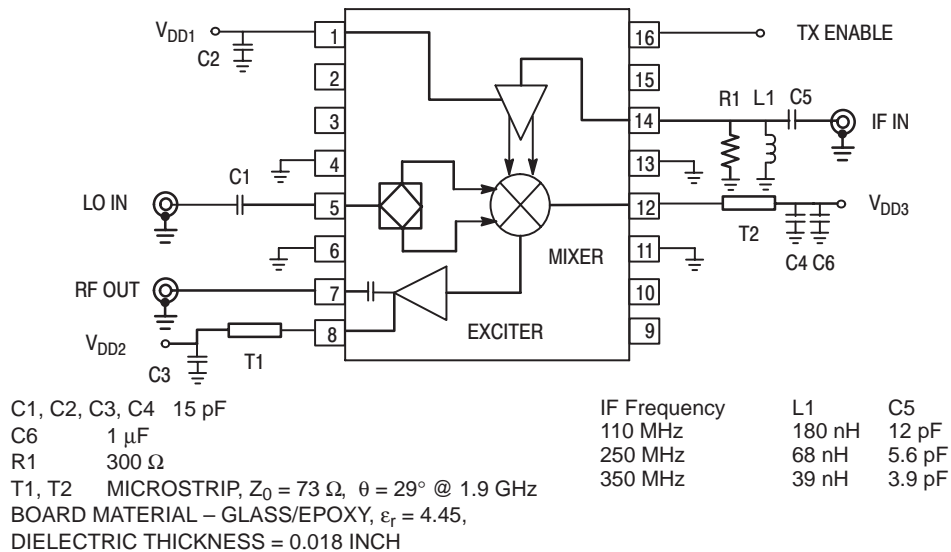 VDD1
C2
1
16
TX ENABLE
2
15
3
14
R1
L1
C5
IF IN
4
13
LO IN
C1
5
12
T2
VDD3
C4 C6
6
MIXER
11
RF OUT
7
10
VDD2
C3
T1
8
EXCITER
9
C1, C2, C3, C4 15 pF
C6 1 μF
R1 300 Ω
T1, T2 MICROSTRIP, Z0 = 73 Ω, θ = 29° @ 1.9 GHz
BOARD MATERIAL – GLASS/EPOXY, εr = 4.45,
DIELECTRIC THICKNESS = 0.018 INCH
IF Frequency L1 C5
110 MHz 180 nH 12 pF
250 MHz 68 nH 5.6 pF
350 MHz 39 nH 3.9 pF